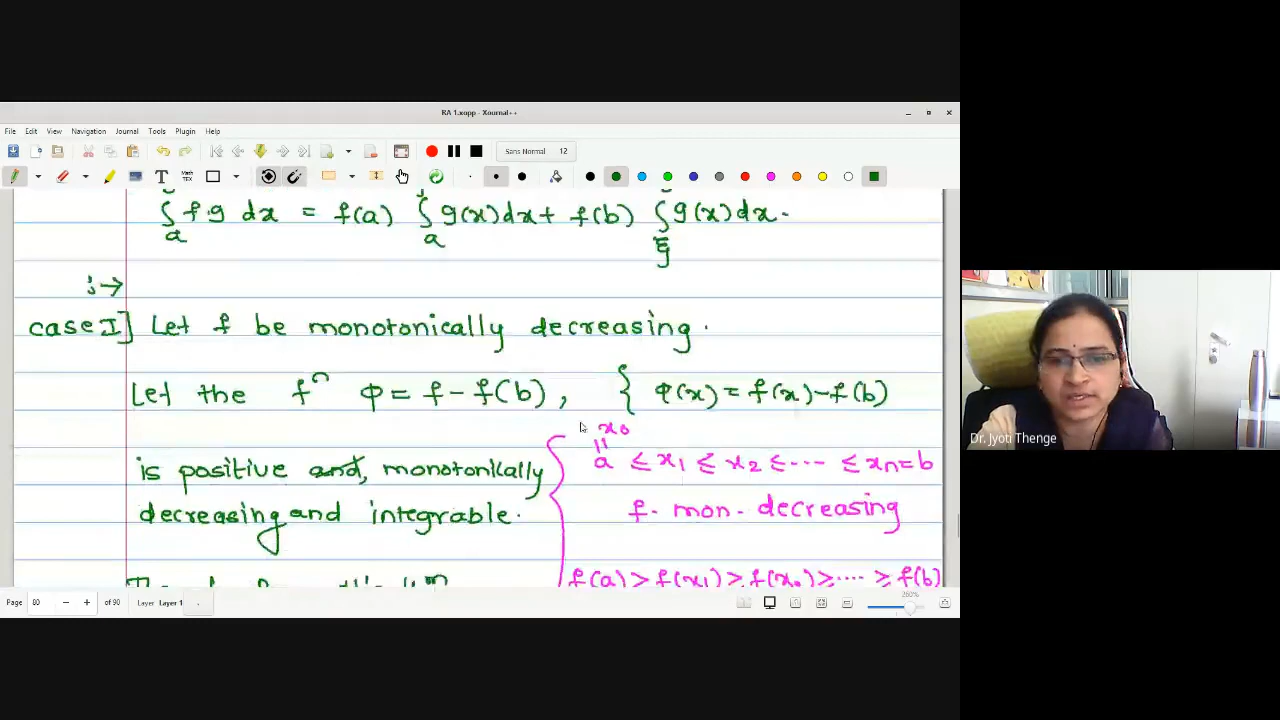 RA 1.xopp - Xournal++
File Edit View Navigation Journal Tools Plugin Help
Sans Normal 12
∫ f·g dx = f(a) ∫ g(x)dx + f(b) ∫ g(x)dx.
a a ξ
:→
case I] Let f be monotonically decreasing.
Let the fⁿ φ = f - f(b), { φ(x) = f(x) - f(b)
x₀
||
is positive and, monotonically { a ≤ x₁ ≤ x₂ ≤ ... ≤ xn = b
decreasing and integrable. f. mon. decreasing
f(a) ≥ f(x₁) ≥ f(x₂) ≥ .... ≥ f(b)
Page 80 of 90 Layer Layer 1 260%
Dr. Jyoti Thenge